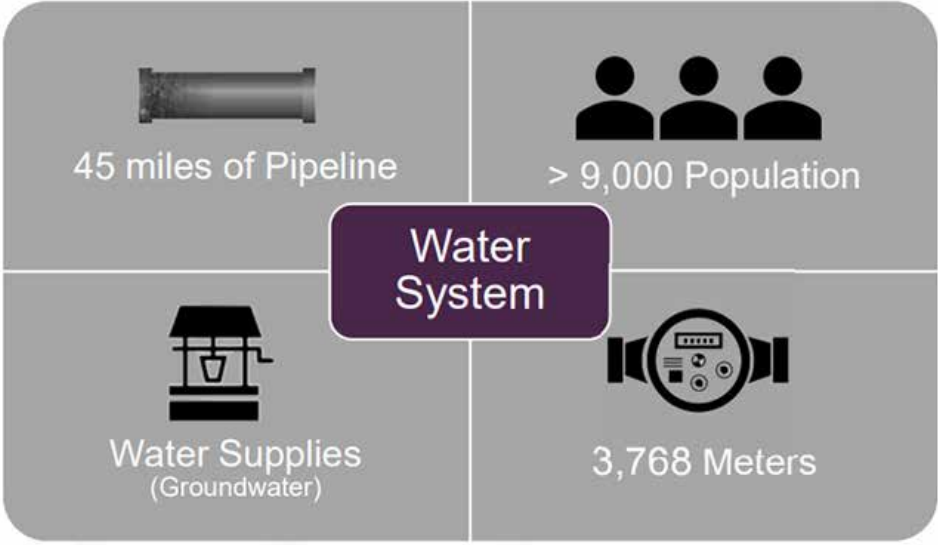 45 miles of Pipeline
> 9,000 Population
Water
System
Water Supplies
(Groundwater)
3,768 Meters